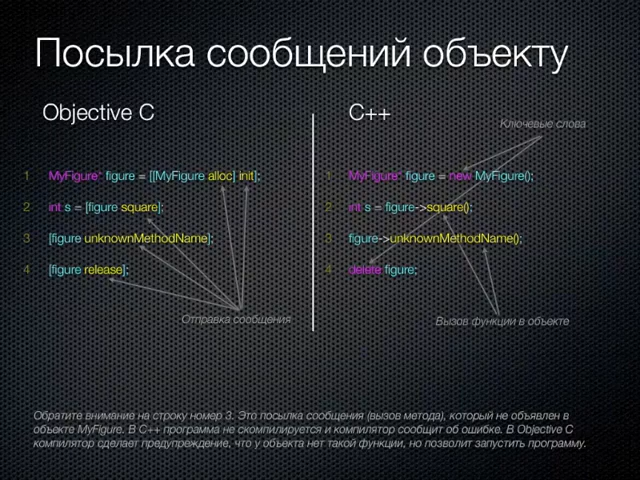 Посылка сообщений объекту
Objective C
1 MyFigure* figure = [[MyFigure alloc] init];
2 int s = [figure square];
3 [figure unknownMethodName];
4 [figure release];
Отправка сообщения
C++
Ключевые слова
1 MyFigure* figure = new MyFigure();
2 int s = figure->square();
3 figure->unknownMethodName();
4 delete figure;
Вызов функции в объекте
Обратите внимание на строку номер 3. Это посылка сообщения (вызов метода), который не объявлен в
объекте MyFigure. В C++ программа не скомпилируется и компилятор сообщит об ошибке. В Objective C
компилятор сделает предупреждение, что у объекта нет такой функции, но позволит запустить программу.